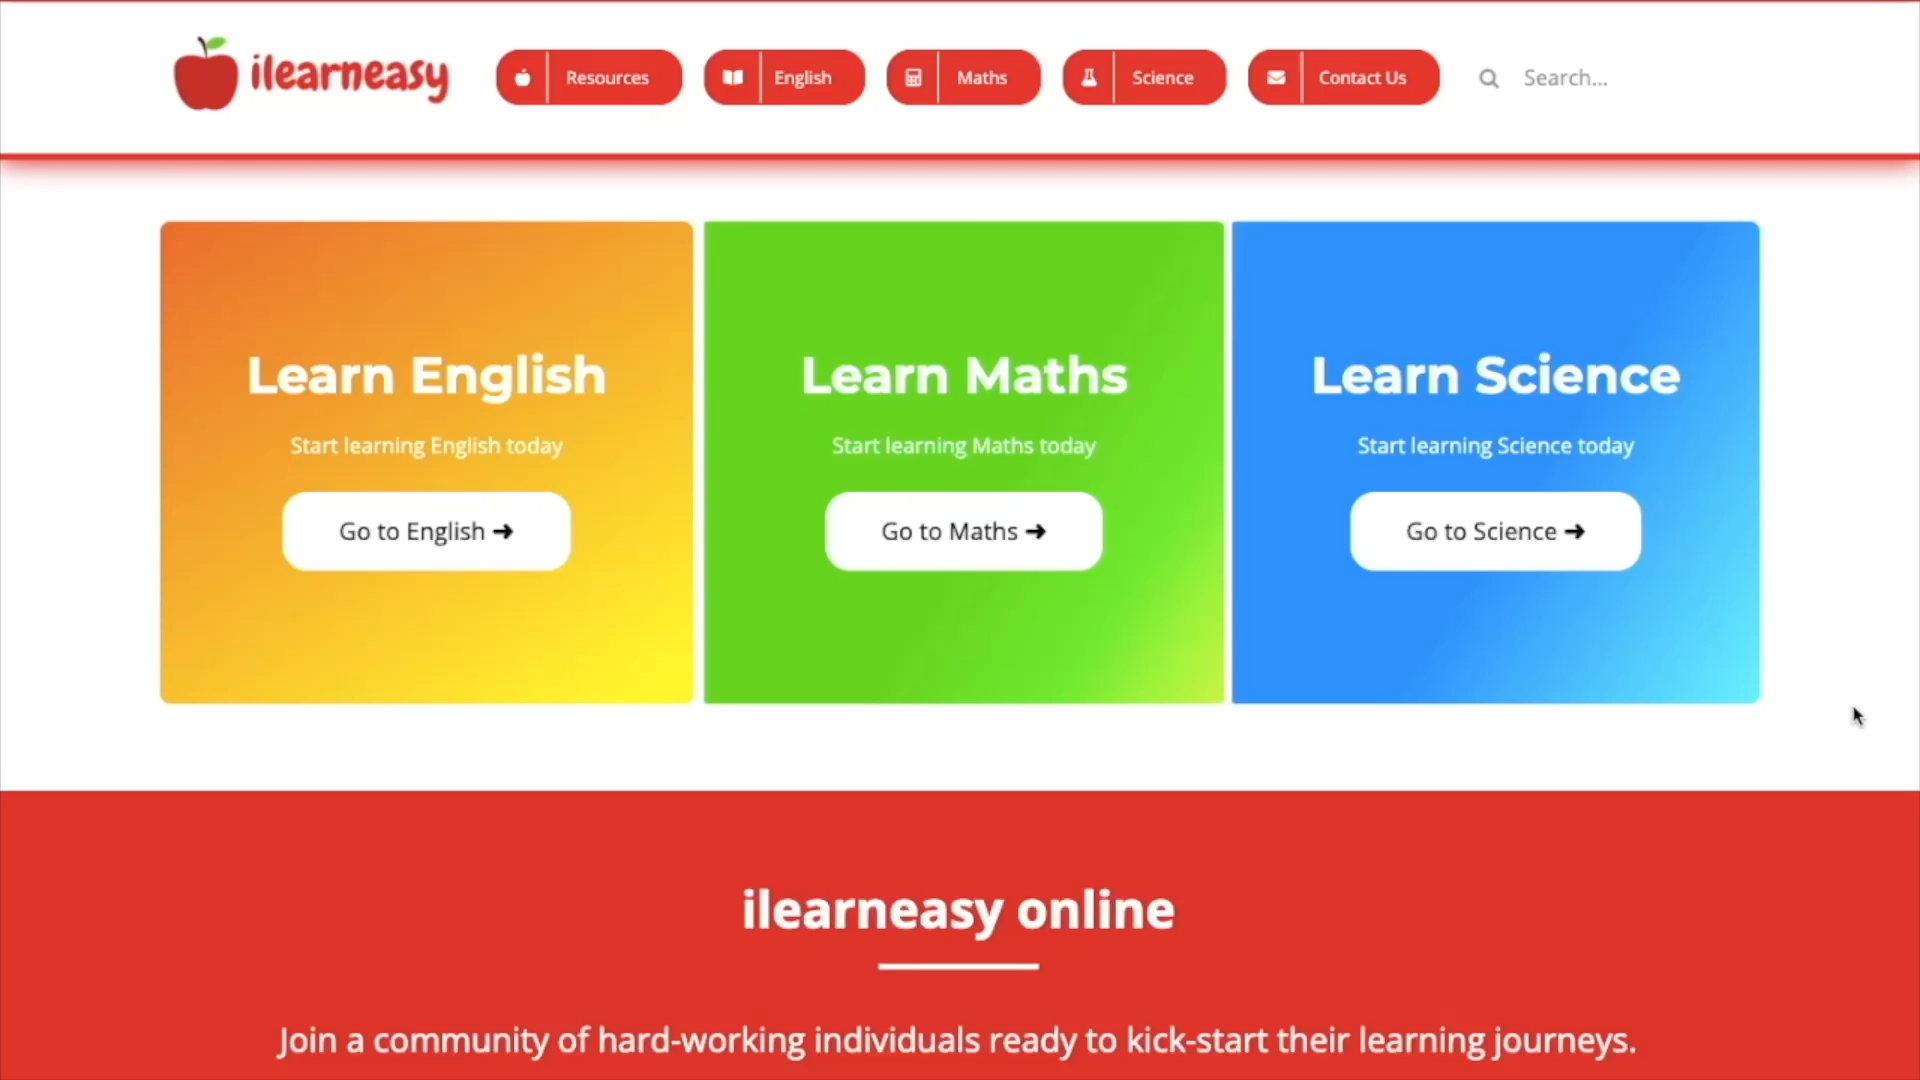 ilearneasy
Resources
English
Maths
Science
Contact Us
Search...
Learn English
Start learning English today
Go to English ➜
Learn Maths
Start learning Maths today
Go to Maths ➜
Learn Science
Start learning Science today
Go to Science ➜
ilearneasy online
Join a community of hard-working individuals ready to kick-start their learning journeys.